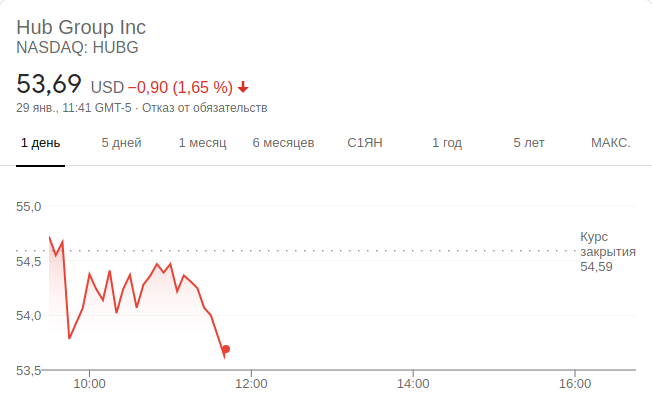 Hub Group Inc
NASDAQ: HUBG
53,69 USD −0,90 (1,65 %)
29 янв., 11:41 GMT-5 · Отказ от обязательств
1 день 5 дней 1 месяц 6 месяцев С1ЯН 1 год 5 лет МАКС.
55,0
Курс
закрытия
54,59
54,5
54,0
53,5
10:00 12:00 14:00 16:00